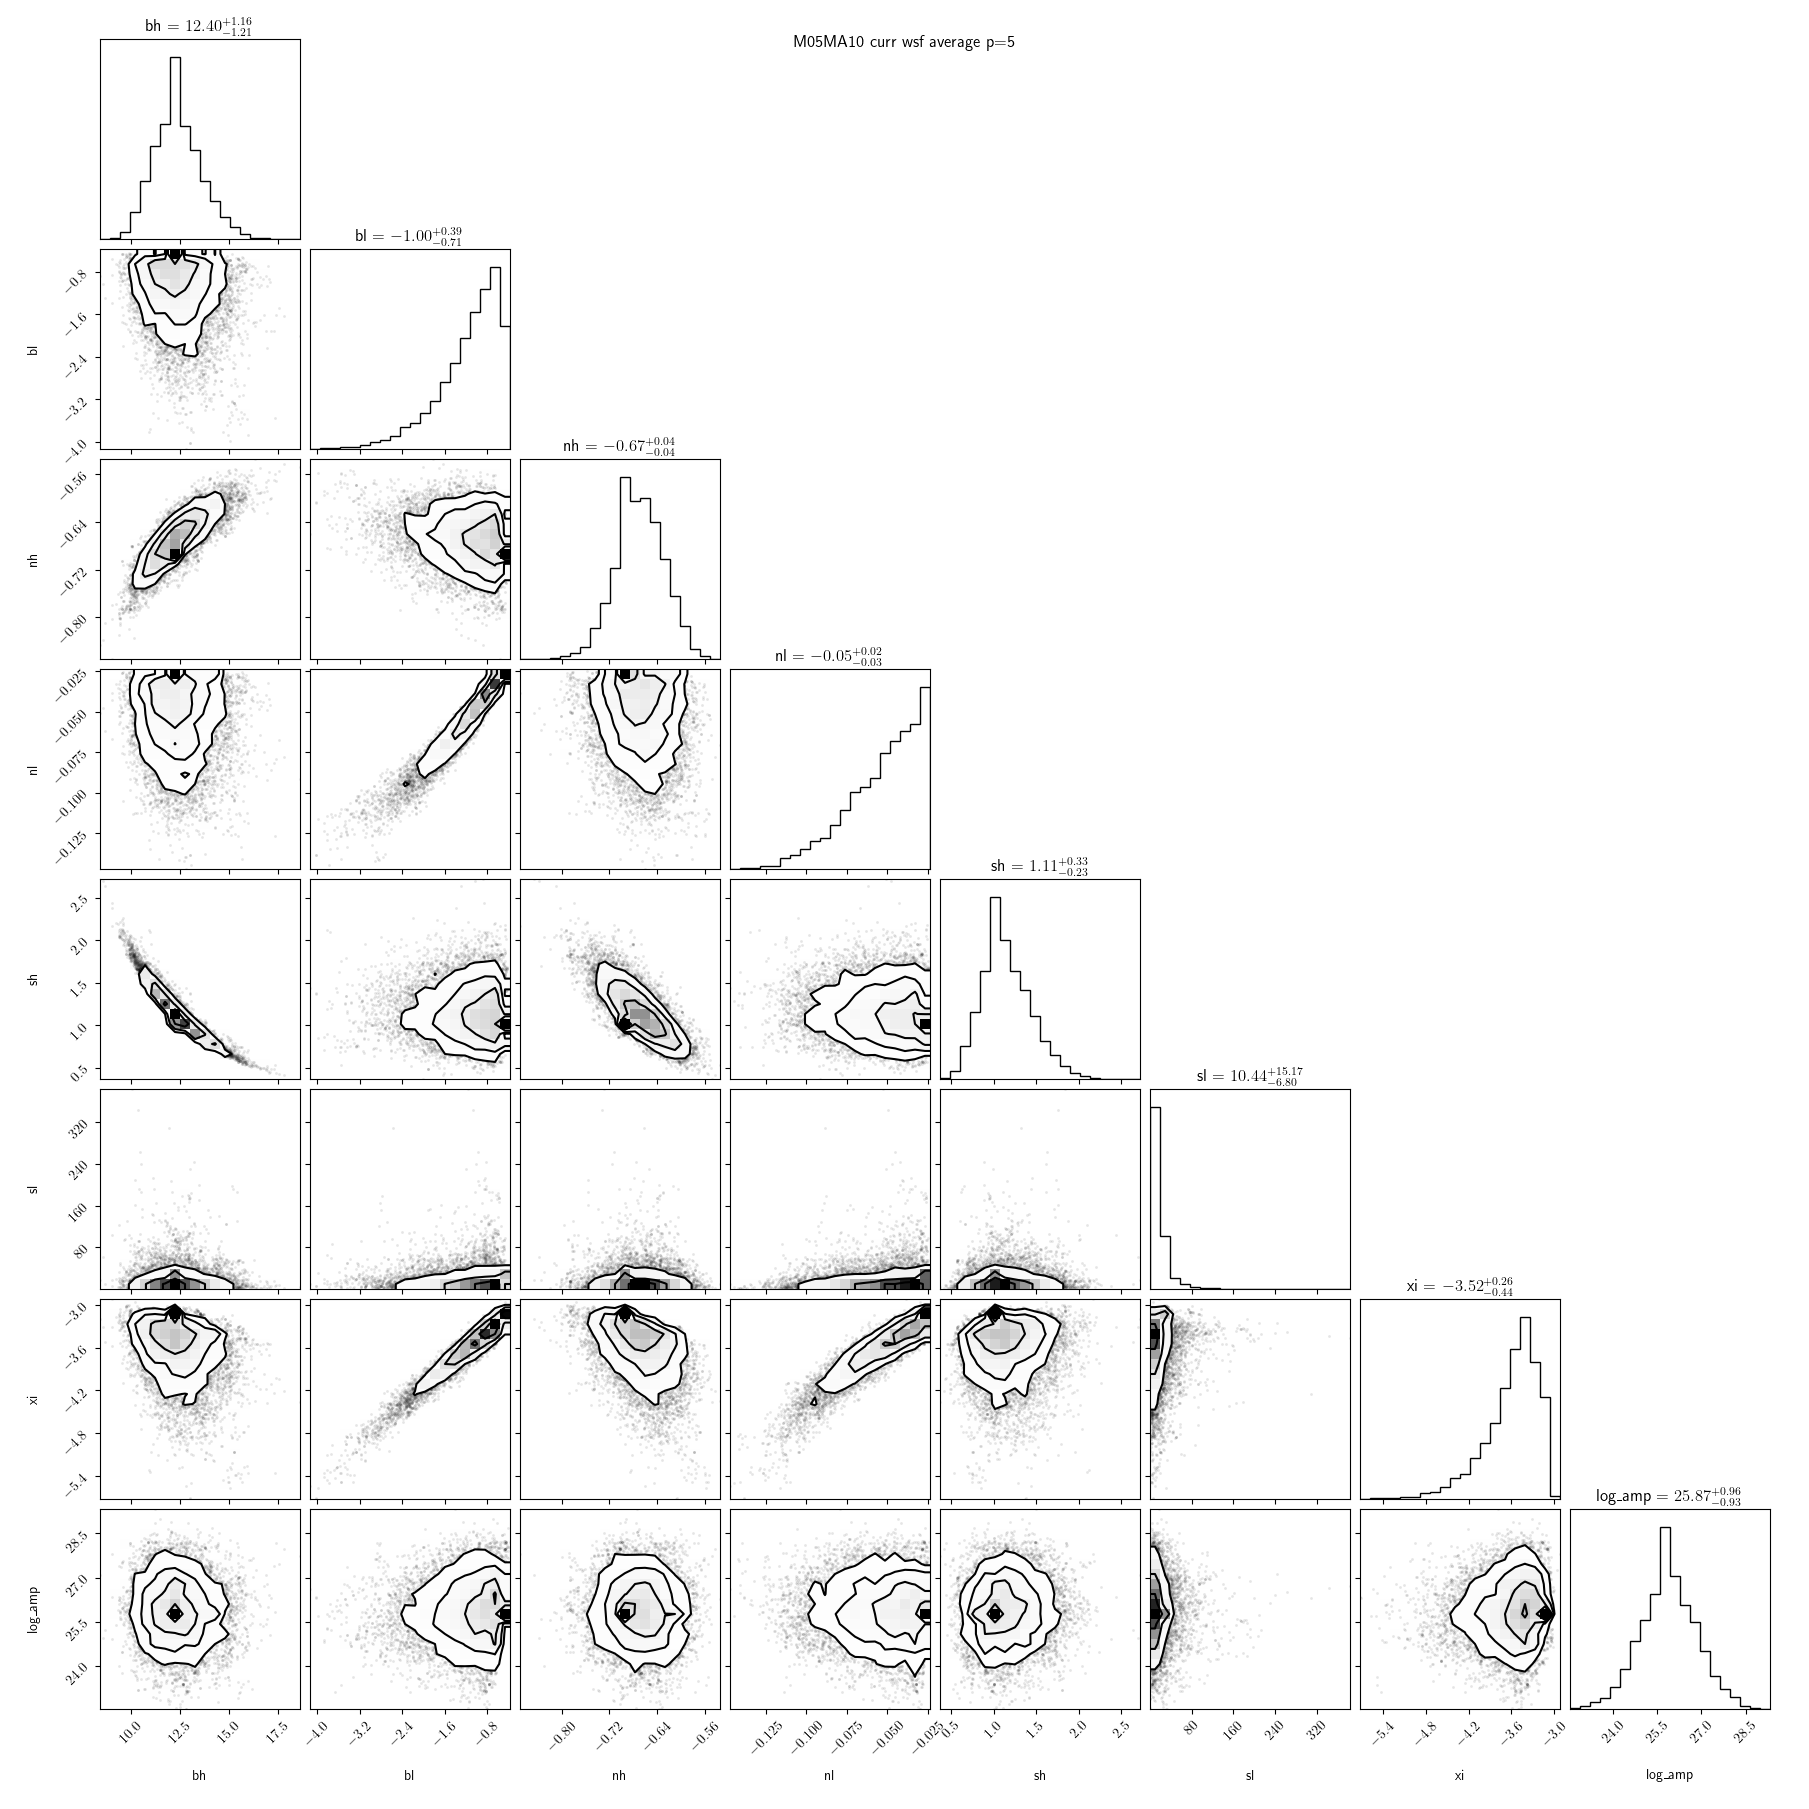 M05MA10 curr wsf average p=5
bh = 12.40^{+1.16}_{-1.21}
bl = −1.00^{+0.39}_{−0.71}
nh = −0.67^{+0.04}_{−0.04}
nl = −0.05^{+0.02}_{−0.03}
sh = 1.11^{+0.33}_{−0.23}
sl = 10.44^{+15.17}_{−6.80}
xi = −3.52^{+0.26}_{−0.44}
log_amp = 25.87^{+0.96}_{−0.93}
bl
−0.8
−1.6
−2.4
−3.2
−4.0
nh
−0.56
−0.64
−0.72
−0.80
nl
−0.025
−0.050
−0.075
−0.100
−0.125
sh
2.5
2.0
1.5
1.0
0.5
sl
320
240
160
80
xi
−3.0
−3.6
−4.2
−4.8
−5.4
log_amp
28.5
27.0
25.5
24.0
10.0 12.5 15.0 17.5
−4.0 −3.2 −2.4 −1.6 −0.8
−0.80 −0.72 −0.64 −0.56
−0.125 −0.100 −0.075 −0.050 −0.025
0.5 1.0 1.5 2.0 2.5
80 160 240 320
−5.4 −4.8 −4.2 −3.6 −3.0
24.0 25.5 27.0 28.5
bh bl nh nl sh sl xi log_amp